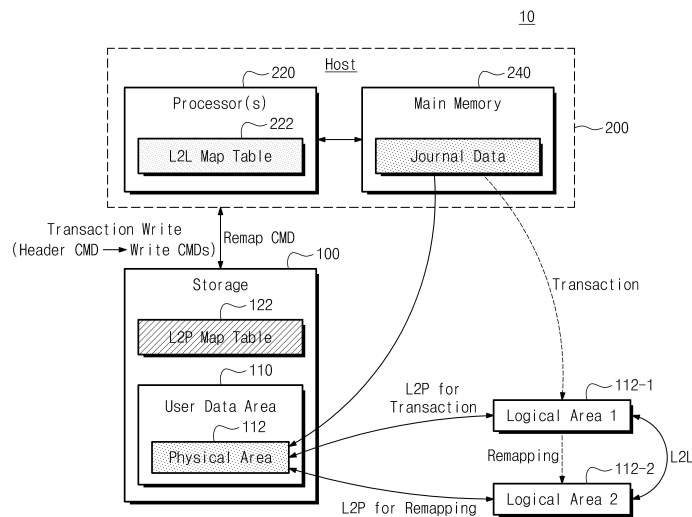 10
Host
220
240
Processor(s)
Main Memory
222
200
L2L Map Table
Journal Data
Transaction Write
(Header CMD → Write CMDs)
Remap CMD
100
Storage
Transaction
122
L2P Map Table
110
User Data Area
L2P for
Transaction
112-1
112
Logical Area 1
Physical Area
Remapping
112-2
L2L
L2P for Remapping
Logical Area 2